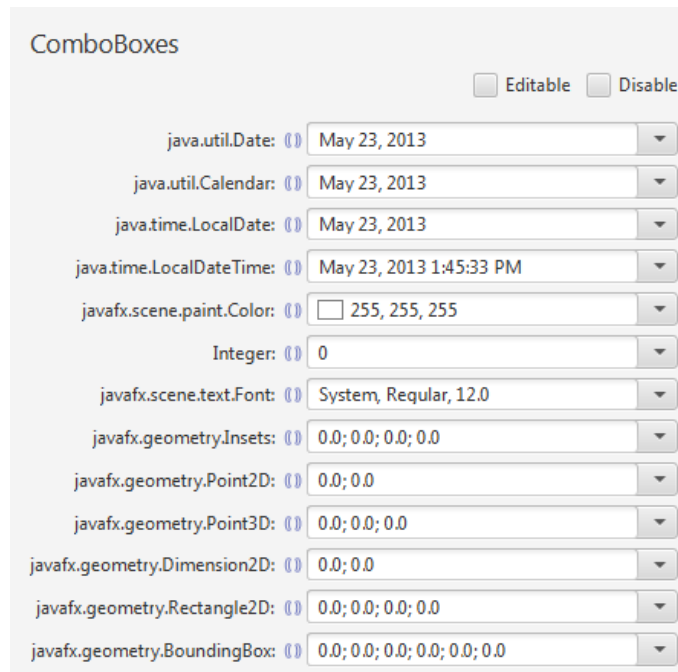 ComboBoxes
Editable Disable
java.util.Date: May 23, 2013
java.util.Calendar: May 23, 2013
java.time.LocalDate: May 23, 2013
java.time.LocalDateTime: May 23, 2013 1:45:33 PM
javafx.scene.paint.Color: 255, 255, 255
Integer: 0
javafx.scene.text.Font: System, Regular, 12.0
javafx.geometry.Insets: 0.0; 0.0; 0.0; 0.0
javafx.geometry.Point2D: 0.0; 0.0
javafx.geometry.Point3D: 0.0; 0.0; 0.0
javafx.geometry.Dimension2D: 0.0; 0.0
javafx.geometry.Rectangle2D: 0.0; 0.0; 0.0; 0.0
javafx.geometry.BoundingBox: 0.0; 0.0; 0.0; 0.0; 0.0; 0.0